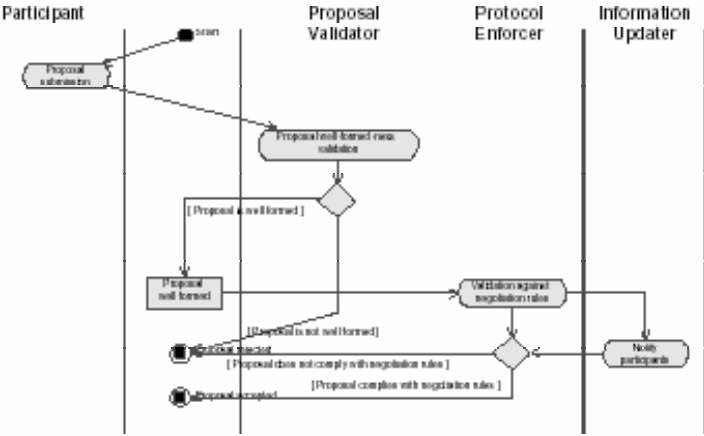 Participant
Proposal
Validator
Protocol
Enforcer
Information
Updater
Start
Proposal
submission
Proposal well-formed-ness
validation
[ Proposal is well formed ]
Proposal
well formed
Validation against
negotiation rules
[Proposal is not well formed]
Proposal rejected
Notify
participants
[ Proposal does not comply with negotiation rules ]
[Proposal complies with negotiation rules ]
Proposal accepted